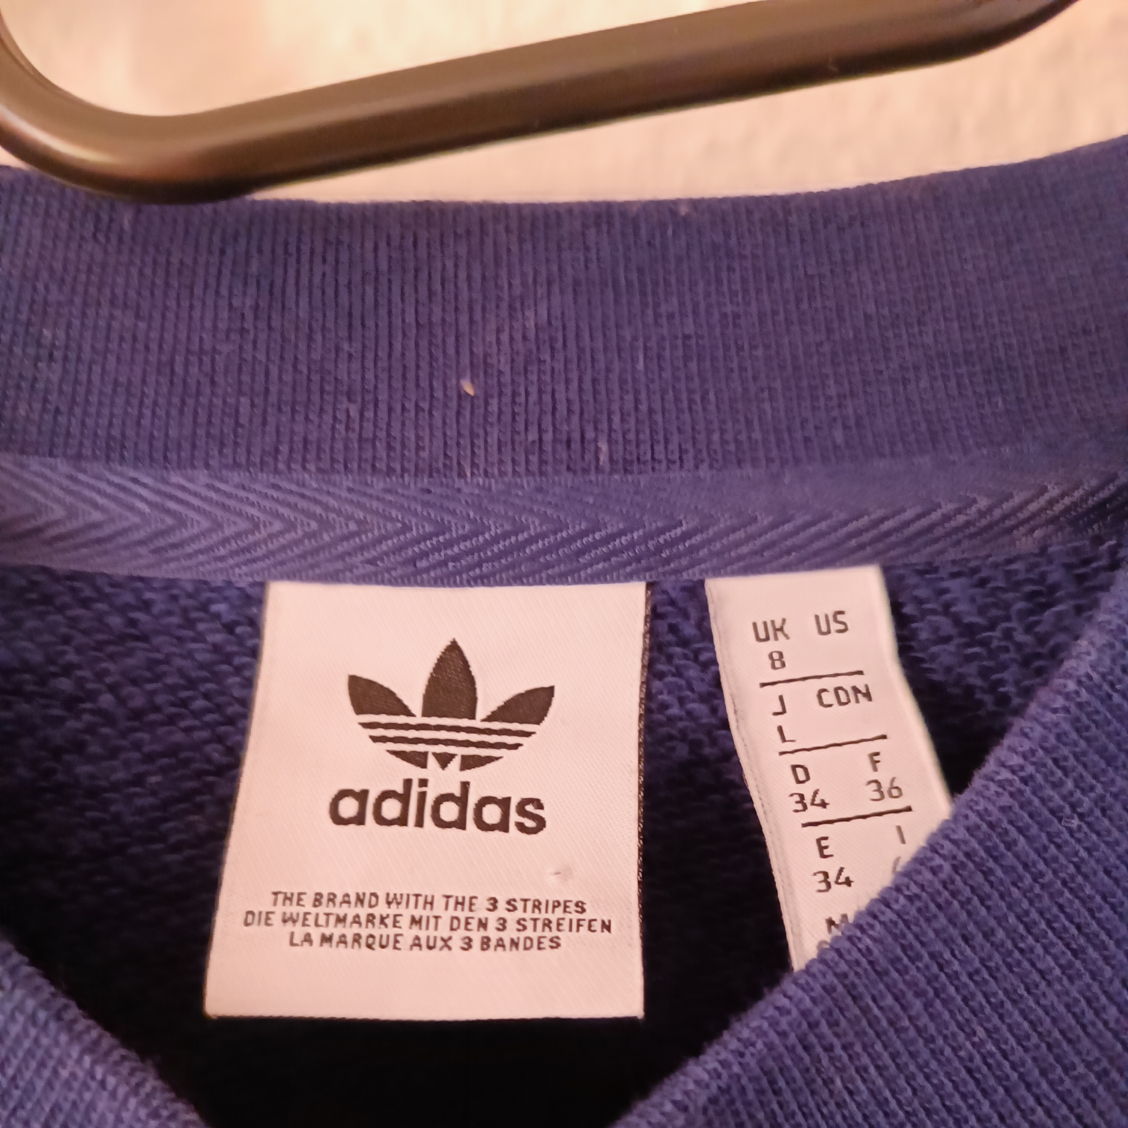 adidas
THE BRAND WITH THE 3 STRIPES
DIE WELTMARKE MIT DEN 3 STREIFEN
LA MARQUE AUX 3 BANDES
UK US
8
J CDN
L
D F
34 36
E I
34